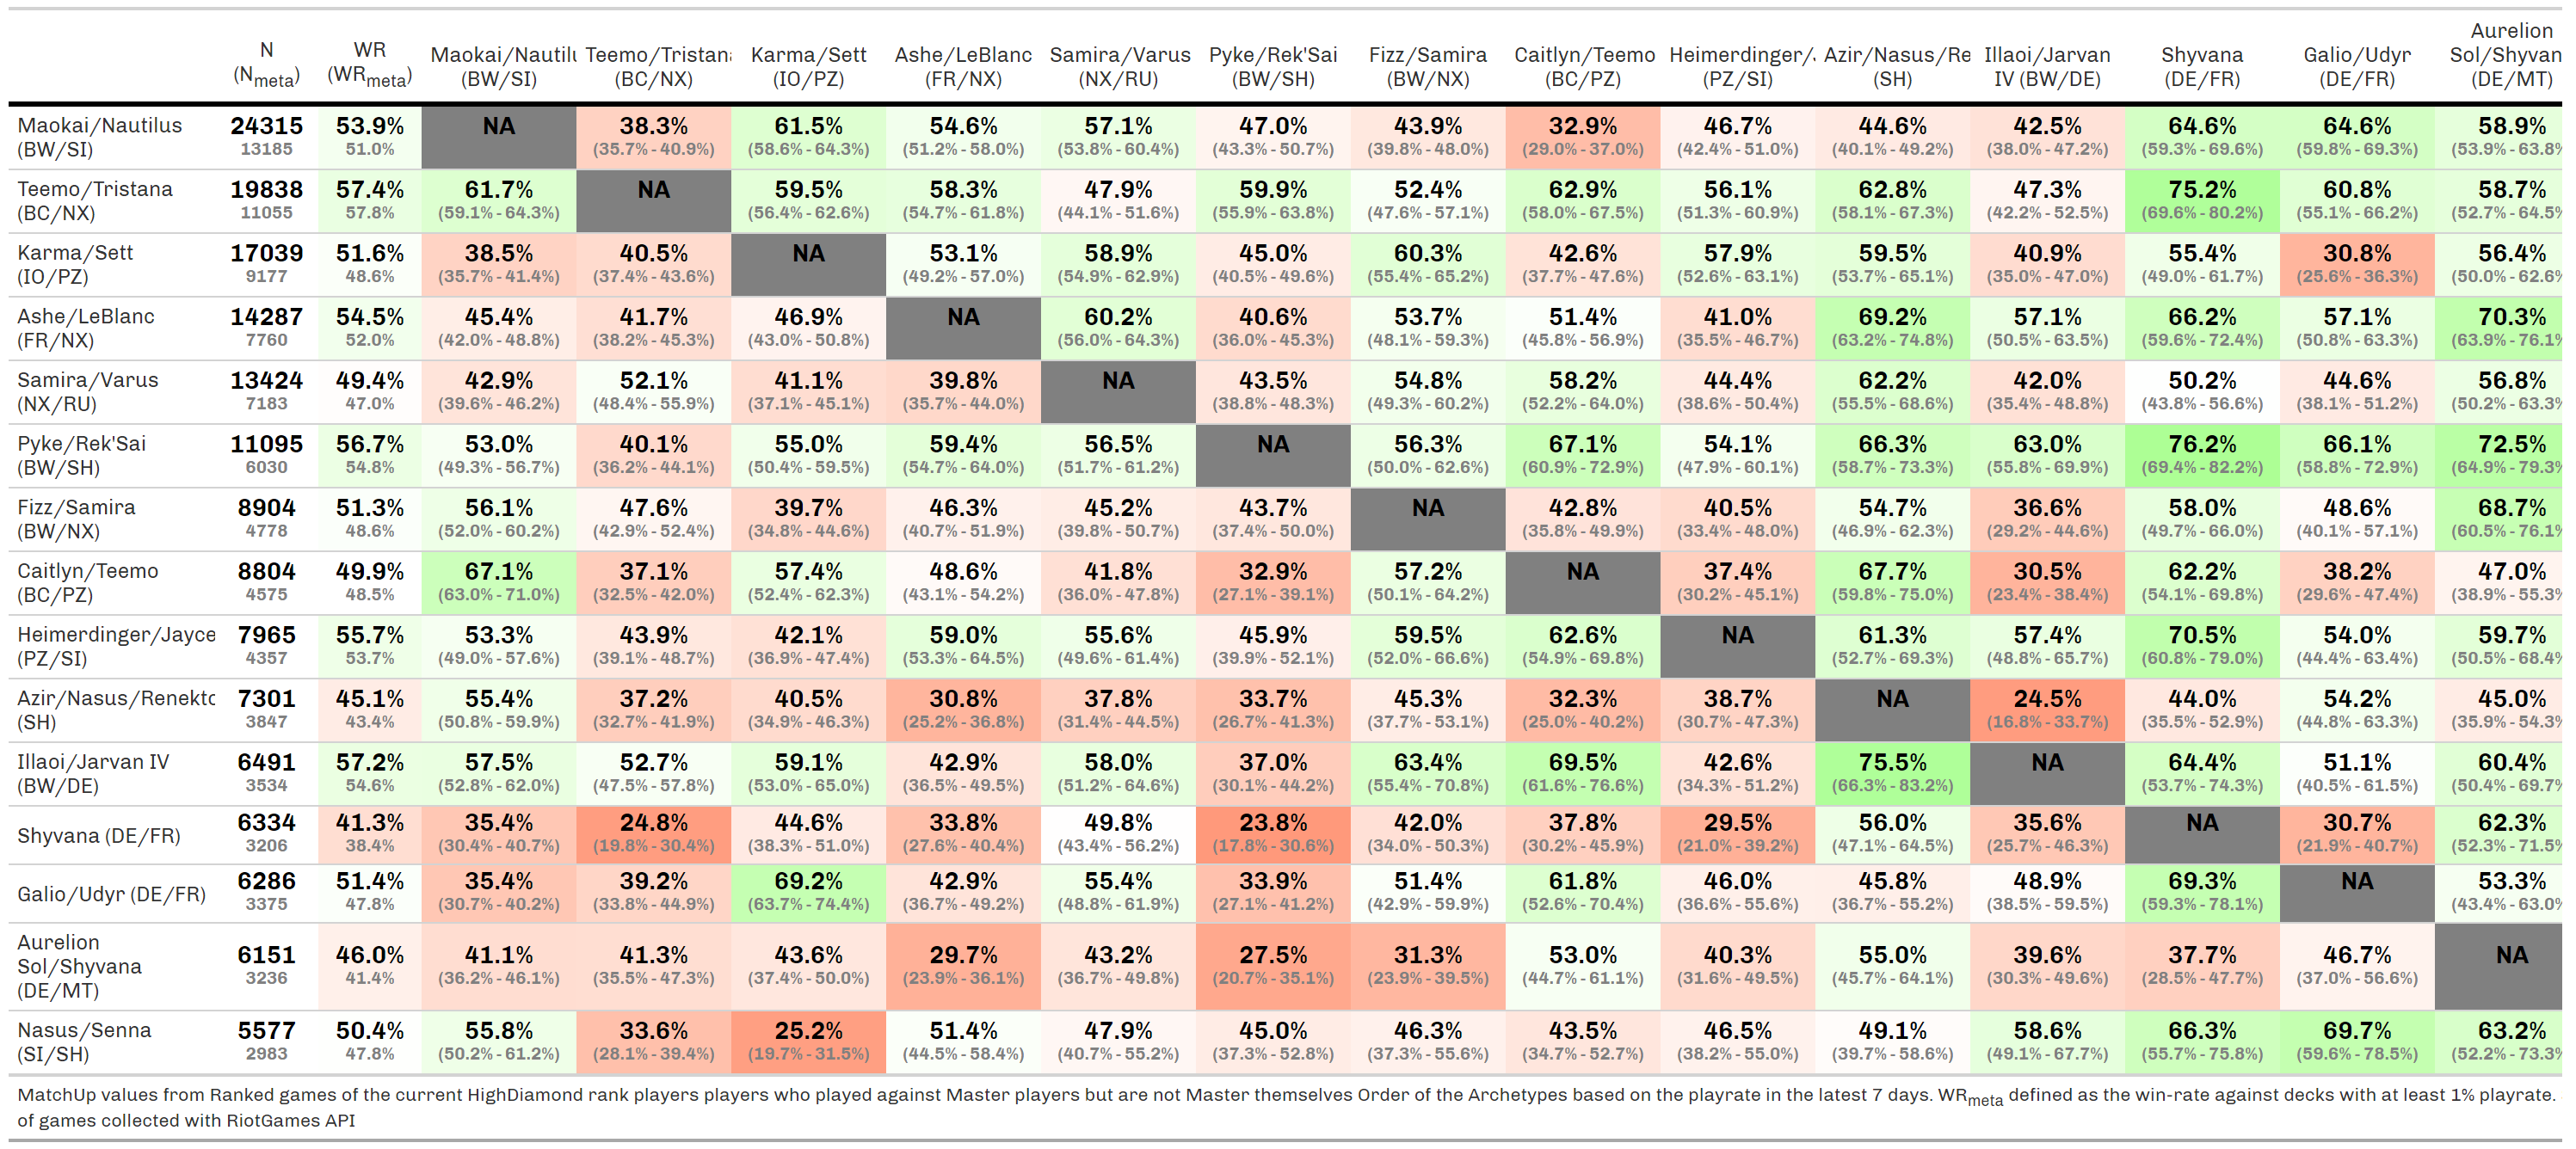 N WR Maokai/Nautilu Teemo/Tristana Karma/Sett Ashe/LeBlanc Samira/Varus Pyke/Rek'Sai Fizz/Samira Caitlyn/Teemo Heimerdinger/. Azir/Nasus/Re Illaoi/Jarvan Shyvana Galio/Udyr Aurelion Sol/Shyvan
(Nmeta) (WRmeta) (BW/SI) (BC/NX) (IO/PZ) (FR/NX) (NX/RU) (BW/SH) (BW/NX) (BC/PZ) (PZ/SI) (SH) IV (BW/DE) (DE/FR) (DE/FR) (DE/MT)
Maokai/Nautilus 24315 53.9% NA 38.3% 61.5% 54.6% 57.1% 47.0% 43.9% 32.9% 46.7% 44.6% 42.5% 64.6% 64.6% 58.9%
(BW/SI) 13185 51.0% (35.7% - 40.9%) (58.6% - 64.3%) (51.2% - 58.0%) (53.8% - 60.4%) (43.3% - 50.7%) (39.8% - 48.0%) (29.0% - 37.0%) (42.4% - 51.0%) (40.1% - 49.2%) (38.0% - 47.2%) (59.3% - 69.6%) (59.8% - 69.3%) (53.9% - 63.8%
Teemo/Tristana 19838 57.4% 61.7% NA 59.5% 58.3% 47.9% 59.9% 52.4% 62.9% 56.1% 62.8% 47.3% 75.2% 60.8% 58.7%
(BC/NX) 11055 57.8% (59.1% - 64.3%) (56.4% - 62.6%) (54.7% - 61.8%) (44.1% - 51.6%) (55.9% - 63.8%) (47.6% - 57.1%) (58.0% - 67.5%) (51.3% - 60.9%) (58.1% - 67.3%) (42.2% - 52.5%) (69.6% - 80.2%) (55.1% - 66.2%) (52.7% - 64.5%
Karma/Sett 17039 51.6% 38.5% 40.5% NA 53.1% 58.9% 45.0% 60.3% 42.6% 57.9% 59.5% 40.9% 55.4% 30.8% 56.4%
(IO/PZ) 9177 48.6% (35.7% - 41.4%) (37.4% - 43.6%) (49.2% - 57.0%) (54.9% - 62.9%) (40.5% - 49.6%) (55.4% - 65.2%) (37.7% - 47.6%) (52.6% - 63.1%) (53.7% - 65.1%) (35.0% - 47.0%) (49.0% - 61.7%) (25.6% - 36.3%) (50.0% - 62.6%
Ashe/LeBlanc 14287 54.5% 45.4% 41.7% 46.9% NA 60.2% 40.6% 53.7% 51.4% 41.0% 69.2% 57.1% 66.2% 57.1% 70.3%
(FR/NX) 7760 52.0% (42.0% - 48.8%) (38.2% - 45.3%) (43.0% - 50.8%) (56.0% - 64.3%) (36.0% - 45.3%) (48.1% - 59.3%) (45.8% - 56.9%) (35.5% - 46.7%) (63.2% - 74.8%) (50.5% - 63.5%) (59.6% - 72.4%) (50.8% - 63.3%) (63.9% - 76.1%
Samira/Varus 13424 49.4% 42.9% 52.1% 41.1% 39.8% NA 43.5% 54.8% 58.2% 44.4% 62.2% 42.0% 50.2% 44.6% 56.8%
(NX/RU) 7183 47.0% (39.6% - 46.2%) (48.4% - 55.9%) (37.1% - 45.1%) (35.7% - 44.0%) (38.8% - 48.3%) (49.3% - 60.2%) (52.2% - 64.0%) (38.6% - 50.4%) (55.5% - 68.6%) (35.4% - 48.8%) (43.8% - 56.6%) (38.1% - 51.2%) (50.2% - 63.3%
Pyke/Rek'Sai 11095 56.7% 53.0% 40.1% 55.0% 59.4% 56.5% NA 56.3% 67.1% 54.1% 66.3% 63.0% 76.2% 66.1% 72.5%
(BW/SH) 6030 54.8% (49.3% - 56.7%) (36.2% - 44.1%) (50.4% - 59.5%) (54.7% - 64.0%) (51.7% - 61.2%) (50.0% - 62.6%) (60.9% - 72.9%) (47.9% - 60.1%) (58.7% - 73.3%) (55.8% - 69.9%) (69.4% - 82.2%) (58.8% - 72.9%) (64.9% - 79.3%
Fizz/Samira 8904 51.3% 56.1% 47.6% 39.7% 46.3% 45.2% 43.7% NA 42.8% 40.5% 54.7% 36.6% 58.0% 48.6% 68.7%
(BW/NX) 4778 48.6% (52.0% - 60.2%) (42.9% - 52.4%) (34.8% - 44.6%) (40.7% - 51.9%) (39.8% - 50.7%) (37.4% - 50.0%) (35.8% - 49.9%) (33.4% - 48.0%) (46.9% - 62.3%) (29.2% - 44.6%) (49.7% - 66.0%) (40.1% - 57.1%) (60.5% - 76.1%
Caitlyn/Teemo 8804 49.9% 67.1% 37.1% 57.4% 48.6% 41.8% 32.9% 57.2% NA 37.4% 67.7% 30.5% 62.2% 38.2% 47.0%
(BC/PZ) 4575 48.5% (63.0% - 71.0%) (32.5% - 42.0%) (52.4% - 62.3%) (43.1% - 54.2%) (36.0% - 47.8%) (27.1% - 39.1%) (50.1% - 64.2%) (30.2% - 45.1%) (59.8% - 75.0%) (23.4% - 38.4%) (54.1% - 69.8%) (29.6% - 47.4%) (38.9% - 55.3%
Heimerdinger/Jayce 7965 55.7% 53.3% 43.9% 42.1% 59.0% 55.6% 45.9% 59.5% 62.6% NA 61.3% 57.4% 70.5% 54.0% 59.7%
(PZ/SI) 4357 53.7% (49.0% - 57.6%) (39.1% - 48.7%) (36.9% - 47.4%) (53.3% - 64.5%) (49.6% - 61.4%) (39.9% - 52.1%) (52.0% - 66.6%) (54.9% - 69.8%) (52.7% - 69.3%) (48.8% - 65.7%) (60.8% - 79.0%) (44.4% - 63.4%) (50.5% - 68.4%
Azir/Nasus/Renekto 7301 45.1% 55.4% 37.2% 40.5% 30.8% 37.8% 33.7% 45.3% 32.3% 38.7% NA 24.5% 44.0% 54.2% 45.0%
(SH) 3847 43.4% (50.8% - 59.9%) (32.7% - 41.9%) (34.9% - 46.3%) (25.2% - 36.8%) (31.4% - 44.5%) (26.7% - 41.3%) (37.7% - 53.1%) (25.0% - 40.2%) (30.7% - 47.3%) (16.8% - 33.7%) (35.5% - 52.9%) (44.8% - 63.3%) (35.9% - 54.3%
Illaoi/Jarvan IV 6491 57.2% 57.5% 52.7% 59.1% 42.9% 58.0% 37.0% 63.4% 69.5% 42.6% 75.5% NA 64.4% 51.1% 60.4%
(BW/DE) 3534 54.6% (52.8% - 62.0%) (47.5% - 57.8%) (53.0% - 65.0%) (36.5% - 49.5%) (51.2% - 64.6%) (30.1% - 44.2%) (55.4% - 70.8%) (61.6% - 76.6%) (34.3% - 51.2%) (66.3% - 83.2%) (53.7% - 74.3%) (40.5% - 61.5%) (50.4% - 69.7%
Shyvana (DE/FR) 6334 41.3% 35.4% 24.8% 44.6% 33.8% 49.8% 23.8% 42.0% 37.8% 29.5% 56.0% 35.6% NA 30.7% 62.3%
3206 38.4% (30.4% - 40.7%) (19.8% - 30.4%) (38.3% - 51.0%) (27.6% - 40.4%) (43.4% - 56.2%) (17.8% - 30.6%) (34.0% - 50.3%) (30.2% - 45.9%) (21.0% - 39.2%) (47.1% - 64.5%) (25.7% - 46.3%) (21.9% - 40.7%) (52.3% - 71.5%
Galio/Udyr (DE/FR) 6286 51.4% 35.4% 39.2% 69.2% 42.9% 55.4% 33.9% 51.4% 61.8% 46.0% 45.8% 48.9% 69.3% NA 53.3%
3375 47.8% (30.7% - 40.2%) (33.8% - 44.9%) (63.7% - 74.4%) (36.7% - 49.2%) (48.8% - 61.9%) (27.1% - 41.2%) (42.9% - 59.9%) (52.6% - 70.4%) (36.6% - 55.6%) (36.7% - 55.2%) (38.5% - 59.5%) (59.3% - 78.1%) (43.4% - 63.0%
Aurelion
Sol/Shyvana 6151 46.0% 41.1% 41.3% 43.6% 29.7% 43.2% 27.5% 31.3% 53.0% 40.3% 55.0% 39.6% 37.7% 46.7% NA
(DE/MT) 3236 41.4% (36.2% - 46.1%) (35.5% - 47.3%) (37.4% - 50.0%) (23.9% - 36.1%) (36.7% - 49.8%) (20.7% - 35.1%) (23.9% - 39.5%) (44.7% - 61.1%) (31.6% - 49.5%) (45.7% - 64.1%) (30.3% - 49.6%) (28.5% - 47.7%) (37.0% - 56.6%)
Nasus/Senna 5577 50.4% 55.8% 33.6% 25.2% 51.4% 47.9% 45.0% 46.3% 43.5% 46.5% 49.1% 58.6% 66.3% 69.7% 63.2%
(SI/SH) 2983 47.8% (50.2% - 61.2%) (28.1% - 39.4%) (19.7% - 31.5%) (44.5% - 58.4%) (40.7% - 55.2%) (37.3% - 52.8%) (37.3% - 55.6%) (34.7% - 52.7%) (38.2% - 55.0%) (39.7% - 58.6%) (49.1% - 67.7%) (55.7% - 75.8%) (59.6% - 78.5%) (52.2% - 73.3%
MatchUp values from Ranked games of the current HighDiamond rank players players who played against Master players but are not Master themselves Order of the Archetypes based on the playrate in the latest 7 days. WRmeta defined as the win-rate against decks with at least 1% playrate.
of games collected with RiotGames API